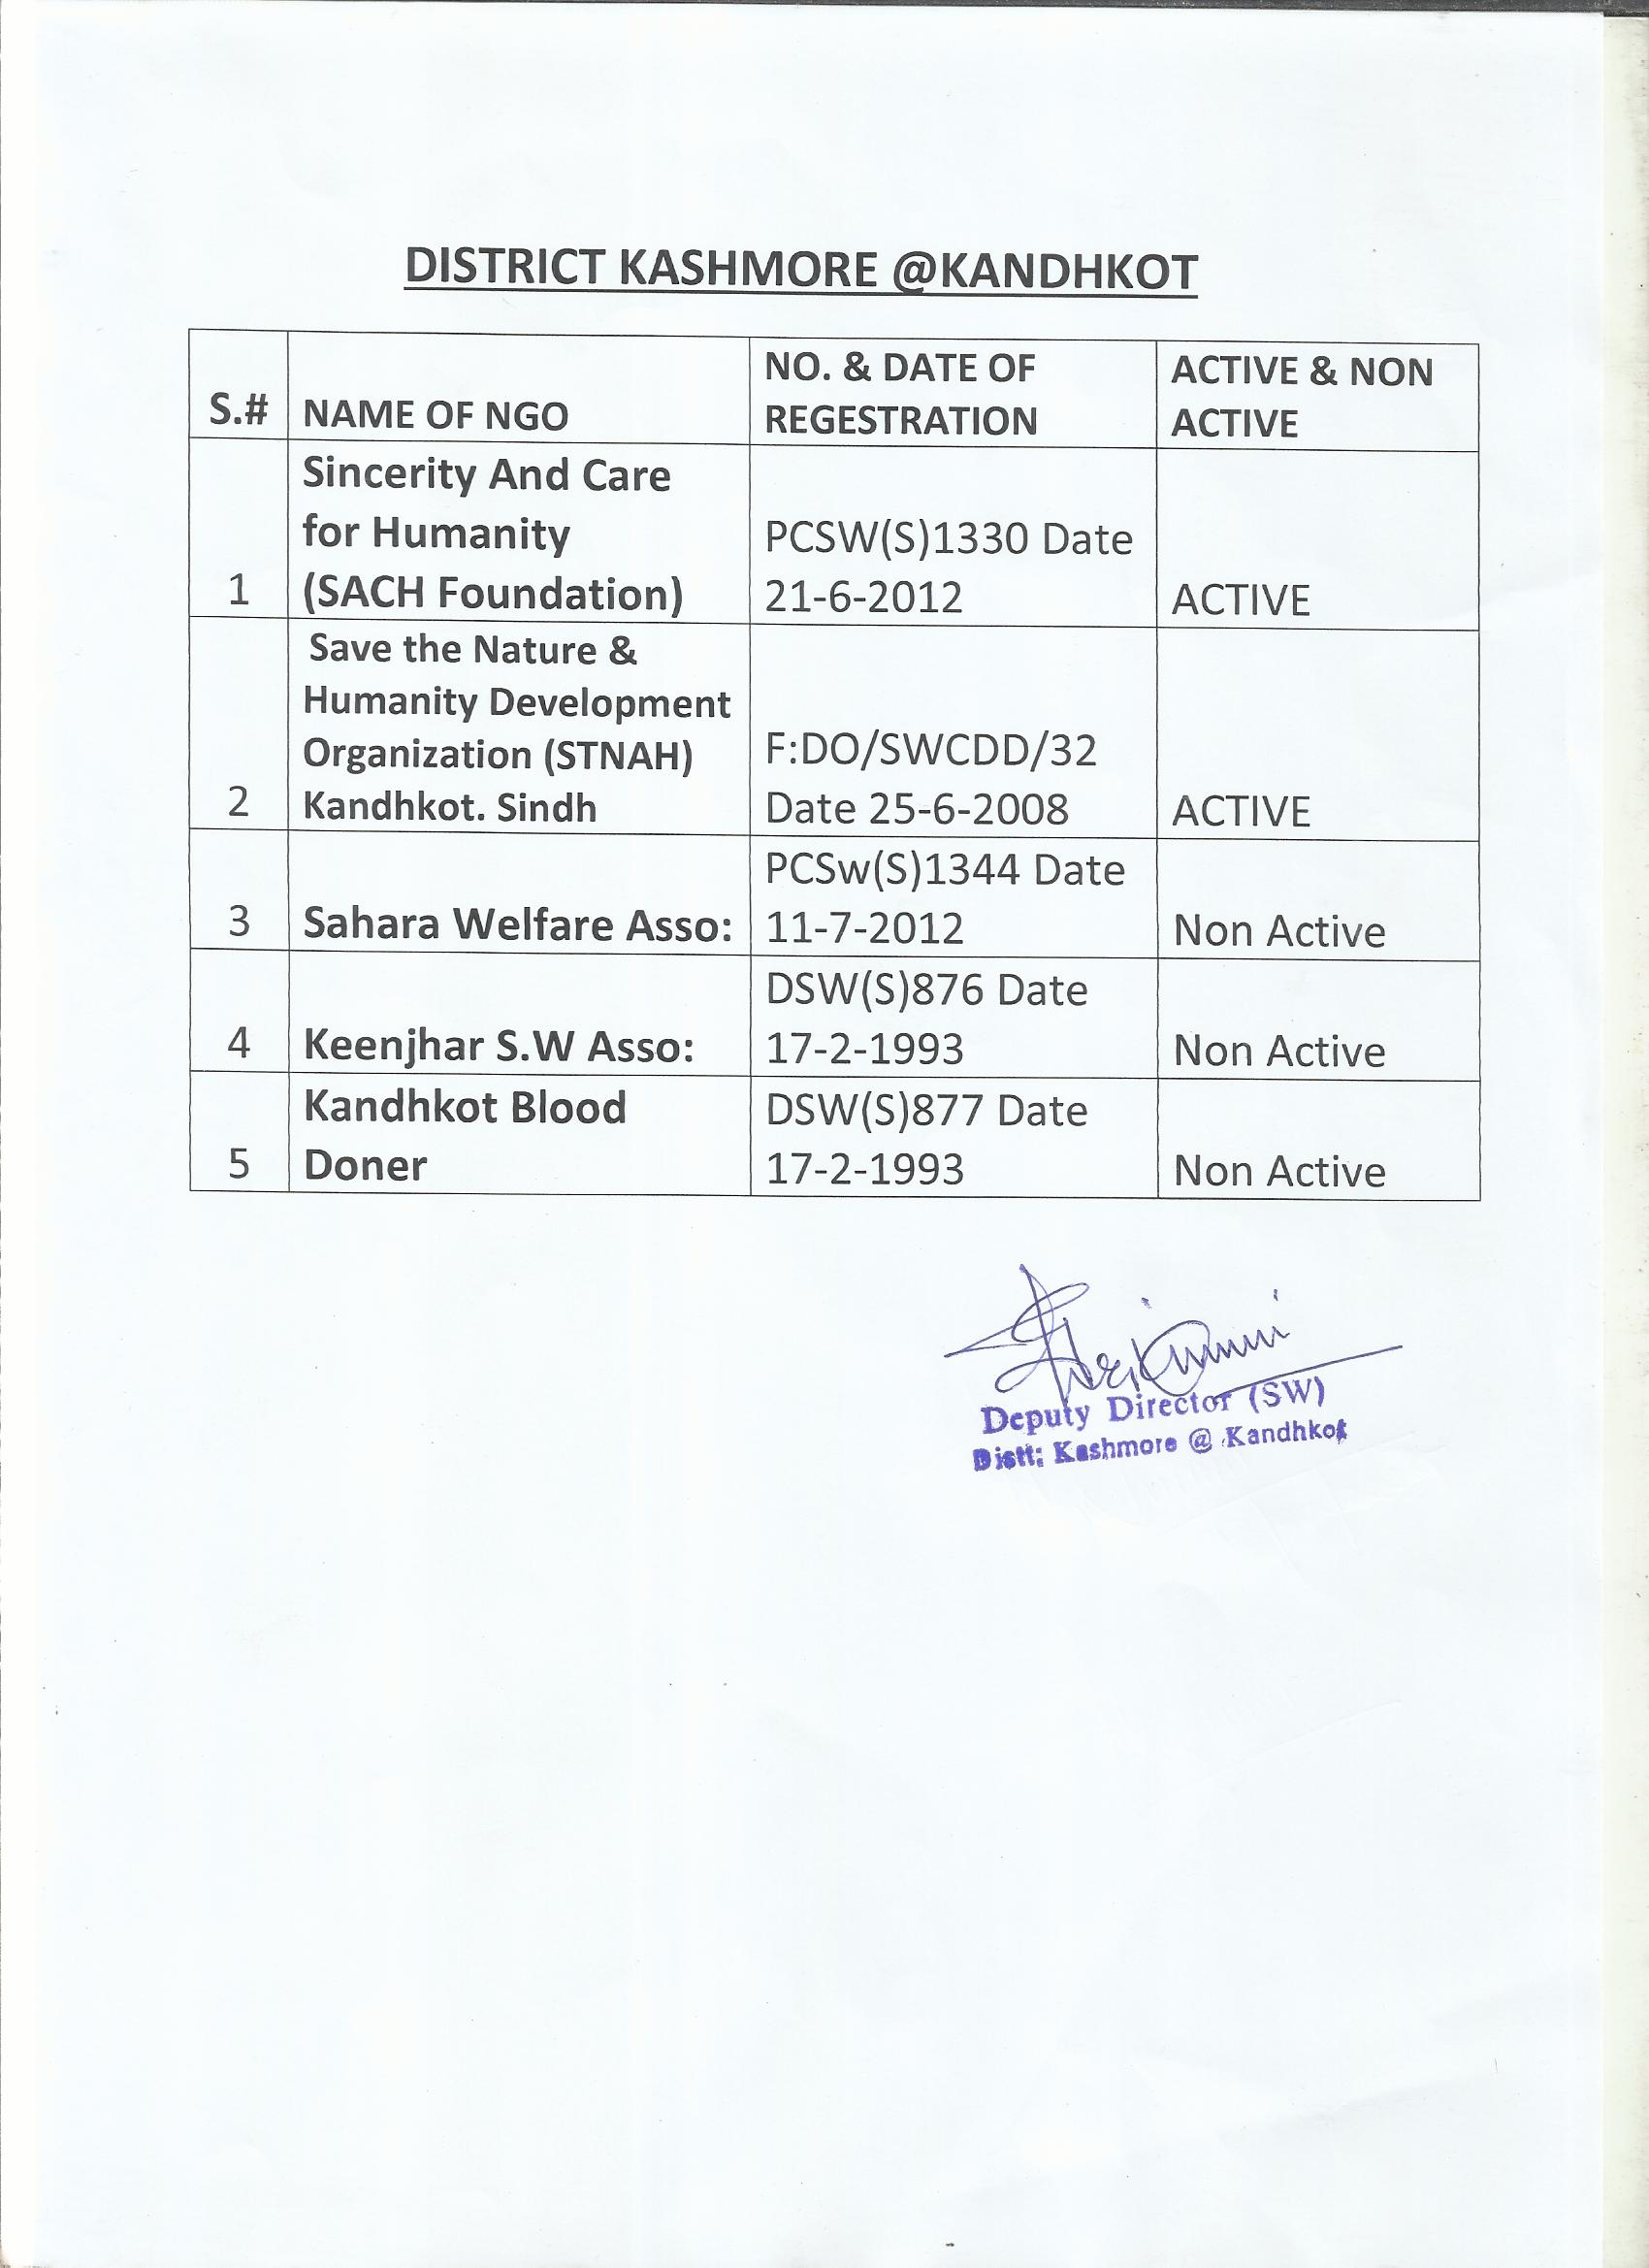 DISTRICT KASHMORE @KANDHKOT
S.# NAME OF NGO NO. & DATE OF REGESTRATION ACTIVE & NON ACTIVE
1 Sincerity And Care for Humanity (SACH Foundation) PCSW(S)1330 Date 21-6-2012 ACTIVE
2 Save the Nature & Humanity Development Organization (STNAH) Kandhkot. Sindh F:DO/SWCDD/32 Date 25-6-2008 ACTIVE
3 Sahara Welfare Asso: PCSw(S)1344 Date 11-7-2012 Non Active
4 Keenjhar S.W Asso: DSW(S)876 Date 17-2-1993 Non Active
5 Kandhkot Blood Doner DSW(S)877 Date 17-2-1993 Non Active
Deputy Director (SW)
Distt: Kashmore @ Kandhkot